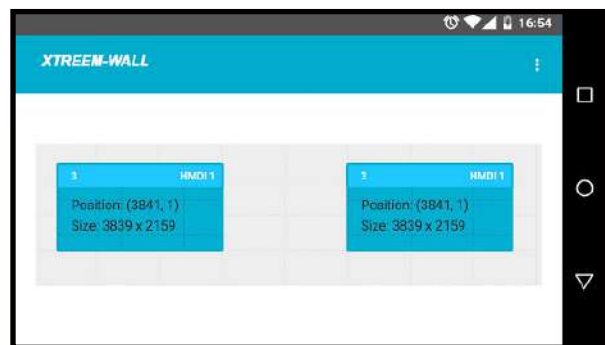 16:54
XTREEM-WALL
3 HMDI 1
Position: (3841, 1)
Size: 3839 x 2159
3 HMDI 1
Position: (3841, 1)
Size: 3839 x 2159